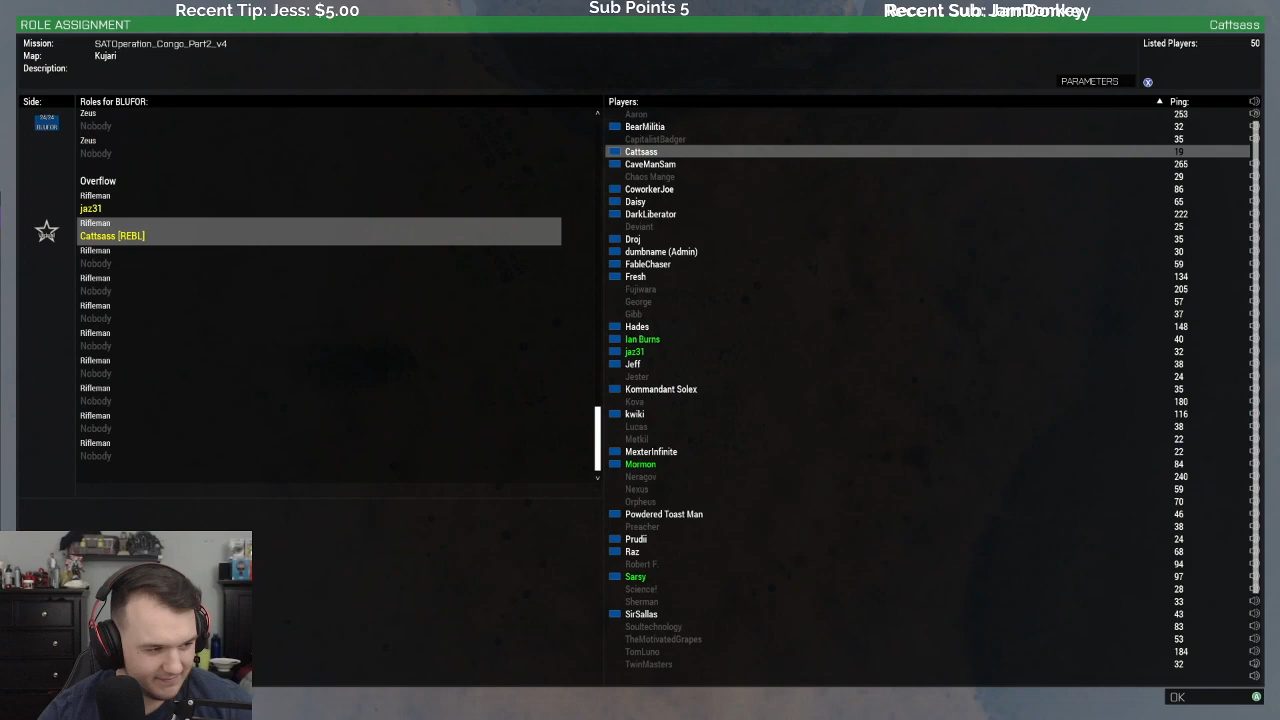 Recent Tip: Jess: $5.00
Sub Points 5
ROLE ASSIGNMENT
Cattsass
Mission:
SATOperation_Congo_Part2_v4
Listed Players:
50
Map:
Kujari
Description:
PARAMETERS
X
Side:
Roles for BLUFOR:
Players:
Ping:
24/24
BLUFOR
Zeus
Nobody
Zeus
Nobody
Overflow
Rifleman
jaz31
Rifleman
Cattsass [REBL]
Rifleman
Nobody
Rifleman
Nobody
Rifleman
Nobody
Rifleman
Nobody
Rifleman
Nobody
Rifleman
Nobody
Rifleman
Nobody
Rifleman
Nobody
Aaron 253
BearMilitia 32
CapitalistBadger 35
Cattsass 19
CaveManSam 265
Chaos Mange 29
CoworkerJoe 86
Daisy 65
DarkLiberator 222
Deviant 25
Droj 35
dumbname (Admin) 30
FableChaser 59
Fresh 134
Fujiwara 205
George 57
Gibb 37
Hades 148
Ian Burns 40
jaz31 32
Jeff 38
Jester 24
Kommandant Solex 35
Kova 180
kwiki 116
Lucas 38
Metkil 22
MexterInfinite 22
Mormon 84
Neragov 240
Nexus 59
Orpheus 70
Powdered Toast Man 46
Preacher 38
Prudii 24
Raz 68
Robert F. 94
Sarsy 97
Science! 28
Sherman 33
SirSallas 43
Soultechnology 83
TheMotivatedGrapes 53
TomLuno 184
TwinMasters 32
OK
A